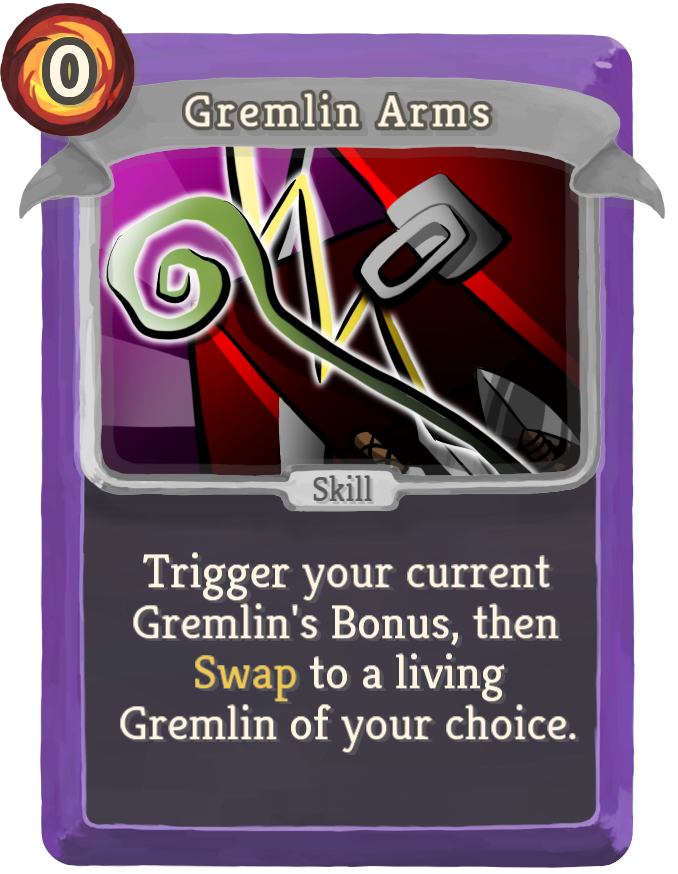 0
Gremlin Arms
Skill
Trigger your current
Gremlin's Bonus, then
Swap to a living
Gremlin of your choice.